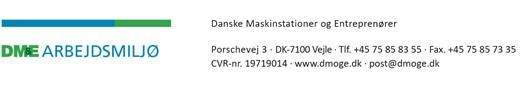 Danske Maskinstationer og Entreprenører
DM&E ARBEJDSMILJØ
Porschevej 3 · DK-7100 Vejle · Tlf. +45 75 85 83 55 · Fax. +45 75 73 35
CVR-nr. 19719014 · www.dmoge.dk · post@dmoge.dk